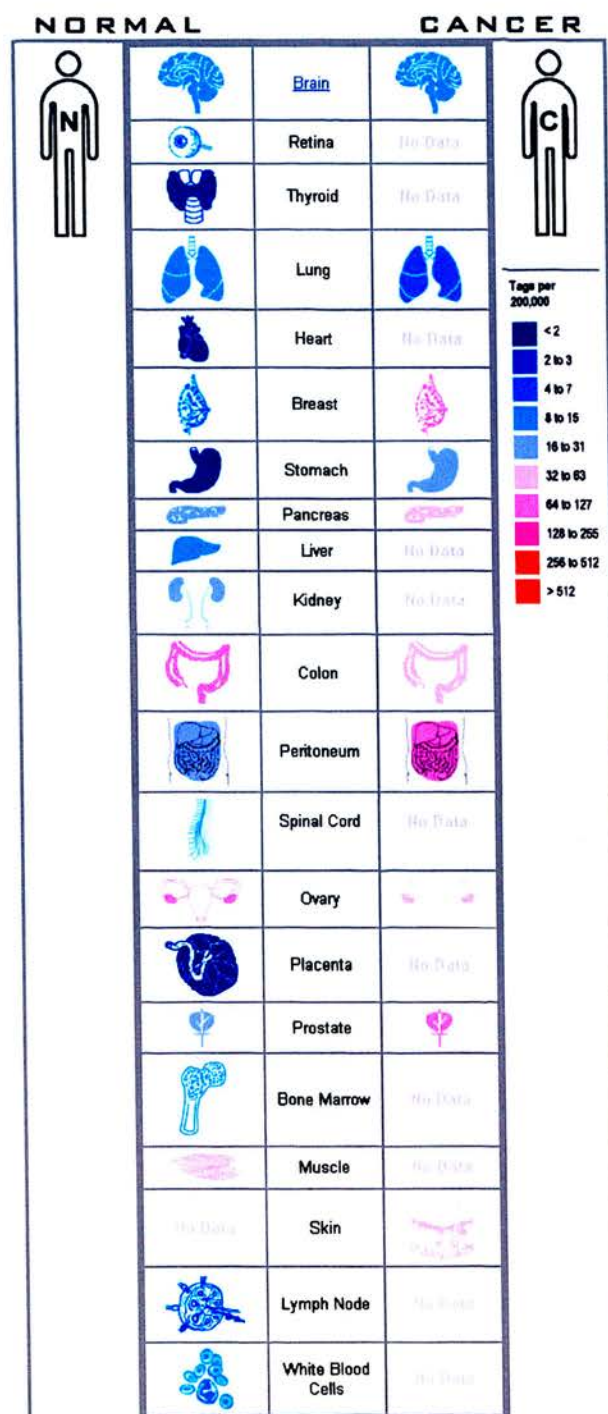 NORMAL CANCER
N
C
Brain
Retina No Data
Thyroid No Data
Lung
Heart No Data
Breast
Stomach
Pancreas
Liver No Data
Kidney No Data
Colon
Peritoneum
Spinal Cord No Data
Ovary
Placenta No Data
Prostate
Bone Marrow No Data
Muscle No Data
No Data Skin
Lymph Node No Data
White Blood
Cells
No Data
Tags per
200,000
< 2
2 to 3
4 to 7
8 to 15
16 to 31
32 to 63
64 to 127
128 to 255
256 to 512
> 512